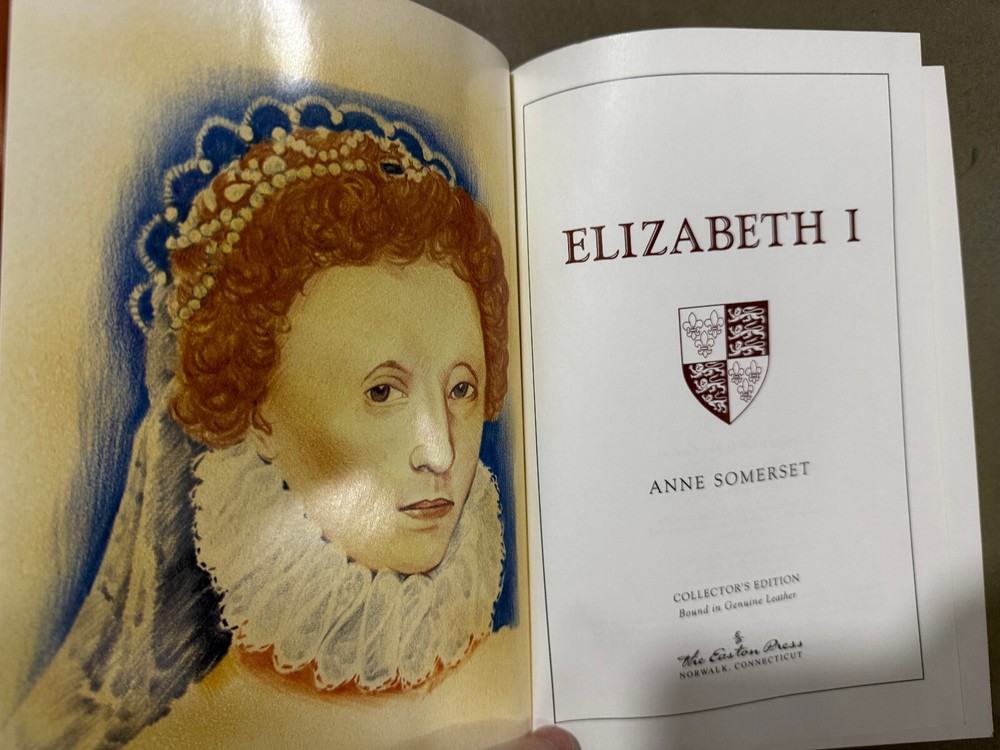 ELIZABETH I
ANNE SOMERSET
COLLECTOR'S EDITION
Bound in Genuine Leather
The Easton Press
NORWALK, CONNECTICUT